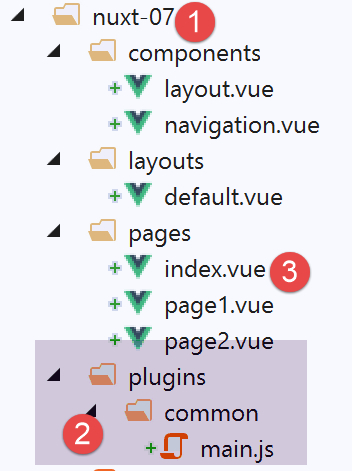 nuxt-07 1
components
layout.vue
navigation.vue
layouts
default.vue
pages
index.vue 3
page1.vue
page2.vue
plugins
2 common
main.js